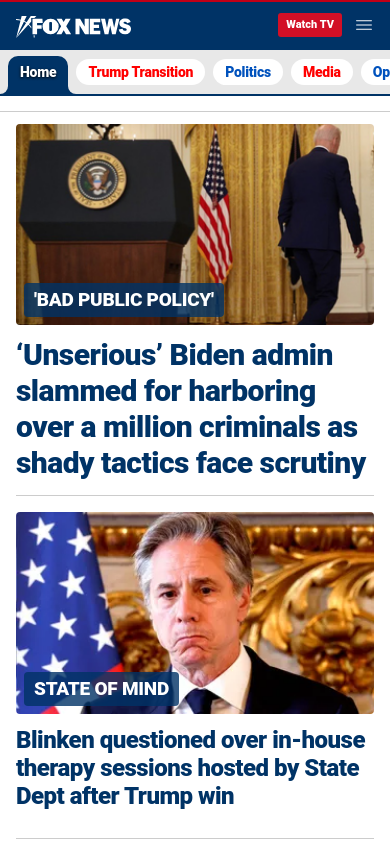 FOX NEWS
Watch TV
Home
Trump Transition
Politics
Media
Op
'BAD PUBLIC POLICY'
‘Unserious’ Biden admin
slammed for harboring
over a million criminals as
shady tactics face scrutiny
STATE OF MIND
Blinken questioned over in-house
therapy sessions hosted by State
Dept after Trump win